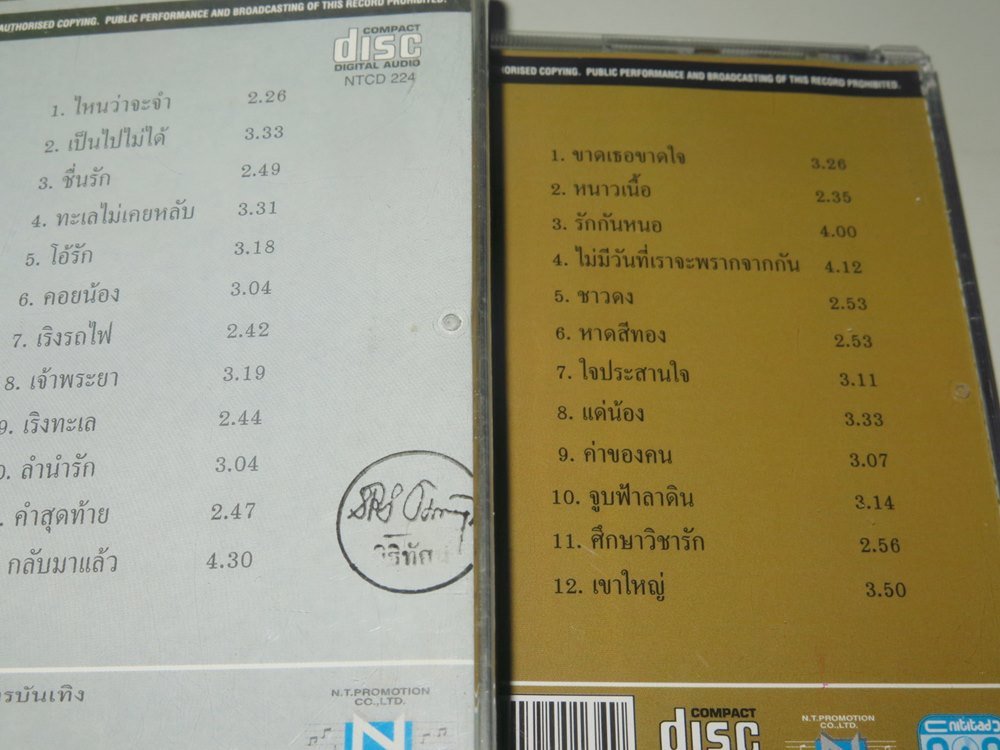 AUTHORISED COPYING. PUBLIC PERFORMANCE AND BROADCASTING OF THIS RECORD PROHIBITED.
COMPACT
disc
DIGITAL AUDIO
NTCD 224
1. ไหนว่าจะจำ 2.26
2. เป็นไปไม่ได้ 3.33
3. ชื่นรัก 2.49
4. ทะเลไม่เคยหลับ 3.31
5. โอ้รัก 3.18
6. คอยน้อง 3.04
7. เริงรถไฟ 2.42
8. เจ้าพระยา 3.19
9. เริงทะเล 2.44
0. ลำนำรัก 3.04
. คำสุดท้าย 2.47
กลับมาแล้ว 4.30
รบันเทิง
N.T.PROMOTION
CO.,LTD.
N
ORISED COPYING. PUBLIC PERFORMANCE AND BROADCASTING OF THIS RECORD PROHIBITED.
1. ขาดเธอขาดใจ 3.26
2. หนาวเนื้อ 2.35
3. รักกันหนอ 4.00
4. ไม่มีวันที่เราจะพรากจากกัน 4.12
5. ชาวดง 2.53
6. หาดสีทอง 2.53
7. ใจประสานใจ 3.11
8. แด่น้อง 3.33
9. ค่าของคน 3.07
10. จูบฟ้าลาดิน 3.14
11. ศึกษาวิชารัก 2.56
12. เขาใหญ่ 3.50
COMPACT
disc
N.T.PROMOTION
CO.,LTD.
N